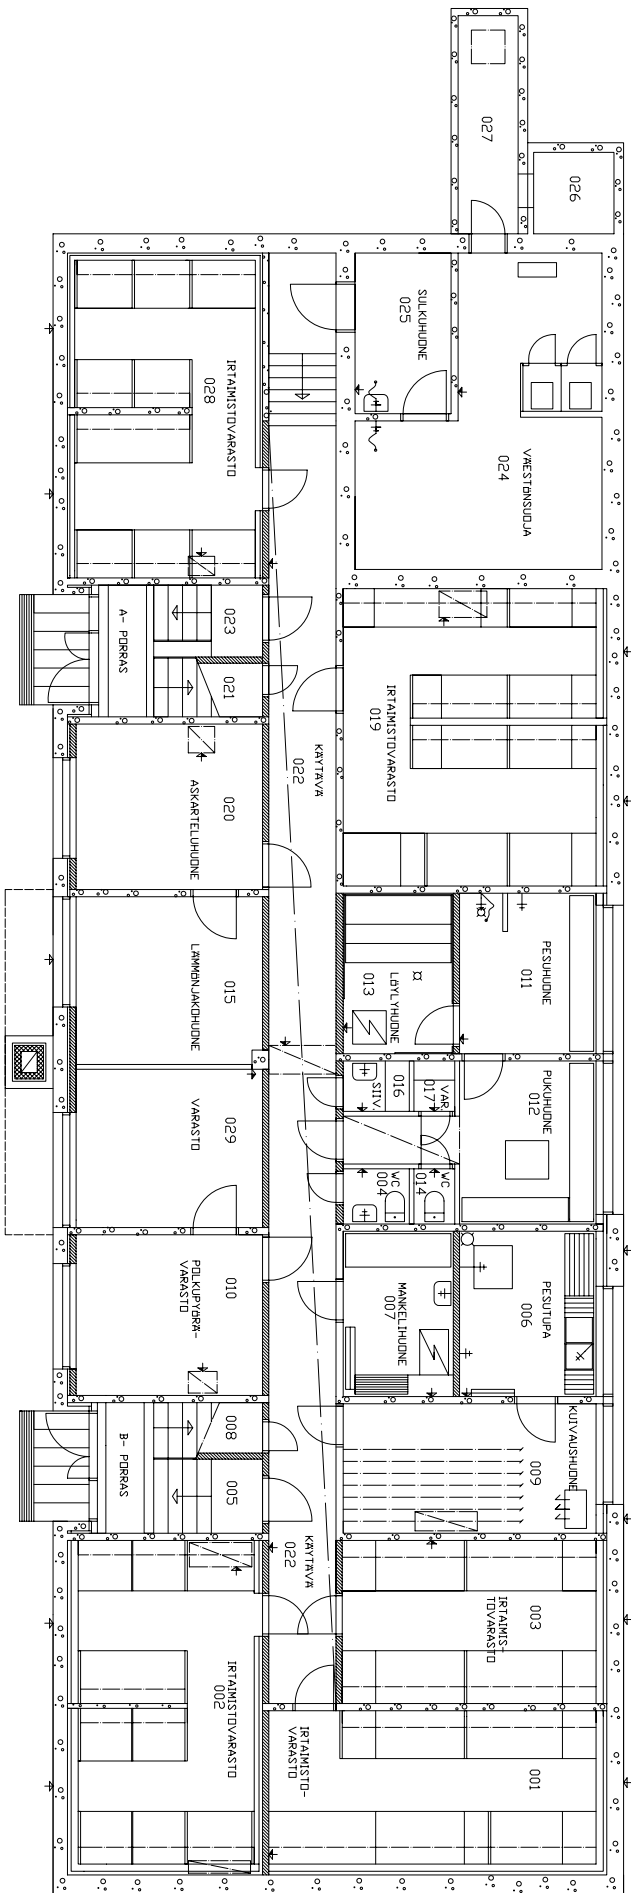 027
026
SULKUHUONE
025
VÄESTÖNSUOJA
024
IRTAIMISTOVARASTO
028
023
A- PORRAS
021
IRTAIMISTOVARASTO
019
KÄYTÄVÄ
022
020
ASKARTELUHUONE
015
LÄMMÖNJAKOHUONE
PESUHUONE
011
LÖYLYHUONE
013
PUKUHUONE
012
VAR.
017
016
SIIV.
029
VARASTO
WC
014
WC
004
010
POLKUPYÖRÄ-
VARASTO
PESUTUPA
006
MANKELIHUONE
007
KUIVAUSHUONE
009
008
B- PORRAS
005
KÄYTÄVÄ
022
003
IRTAIMIS-
TOVARASTO
IRTAIMISTOVARASTO
002
001
IRTAIMISTO-
VARASTO